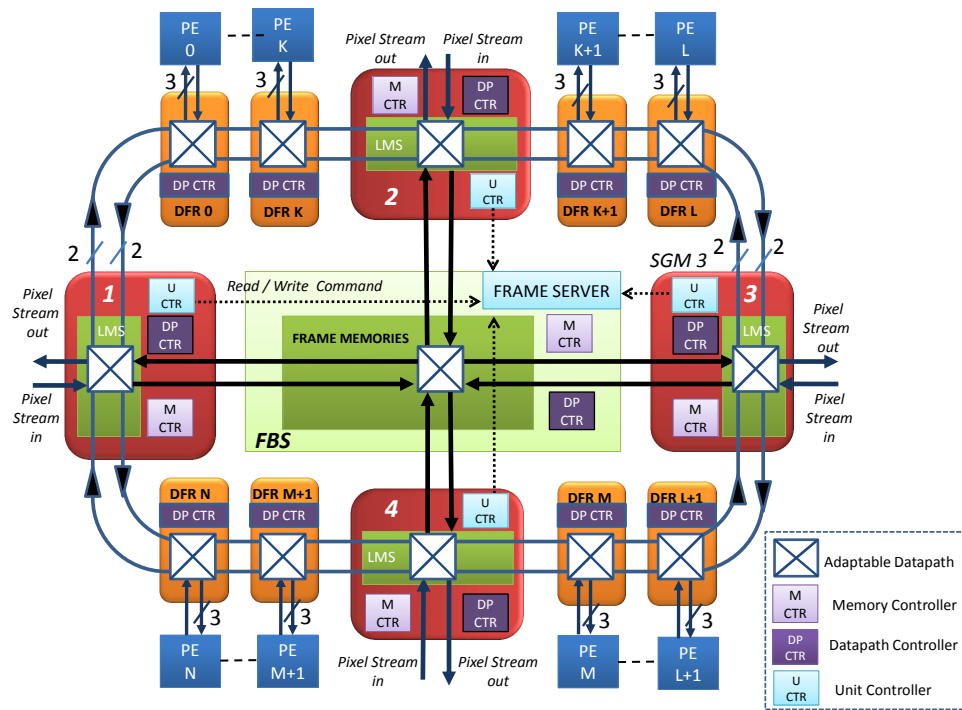 PE
0
PE
K
Pixel Stream
out
Pixel Stream
in
PE
K+1
PE
L
3
3
3
3
M
CTR
DP
CTR
LMS
DP CTR
DP CTR
DP CTR
DP CTR
DFR 0
DFR K
2
U
CTR
DFR K+1
DFR L
2
2
2
2
1
U
CTR
Read / Write Command
FRAME SERVER
SGM 3
U
CTR
3
Pixel
Stream
out
LMS
DP
CTR
FRAME MEMORIES
M
CTR
DP
CTR
LMS
Pixel
Stream
out
Pixel
Stream
in
M
CTR
FBS
DP
CTR
M
CTR
Pixel
Stream
in
DFR N
DFR M+1
4
U
CTR
DFR M
DFR L+1
DP CTR
DP CTR
DP CTR
DP CTR
LMS
M
CTR
DP
CTR
3
3
3
3
PE
N
PE
M+1
Pixel Stream
in
Pixel Stream
out
PE
M
PE
L+1
Adaptable Datapath
M
CTR
Memory Controller
DP
CTR
Datapath Controller
U
CTR
Unit Controller